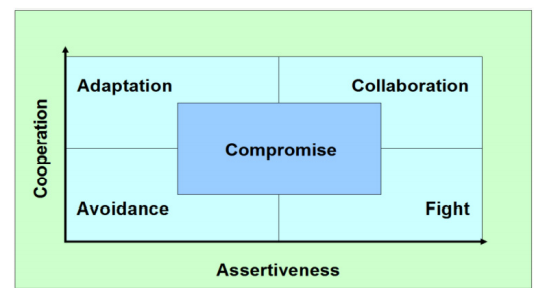 Adaptation
Collaboration
Compromise
Cooperation
Avoidance
Fight
Assertiveness